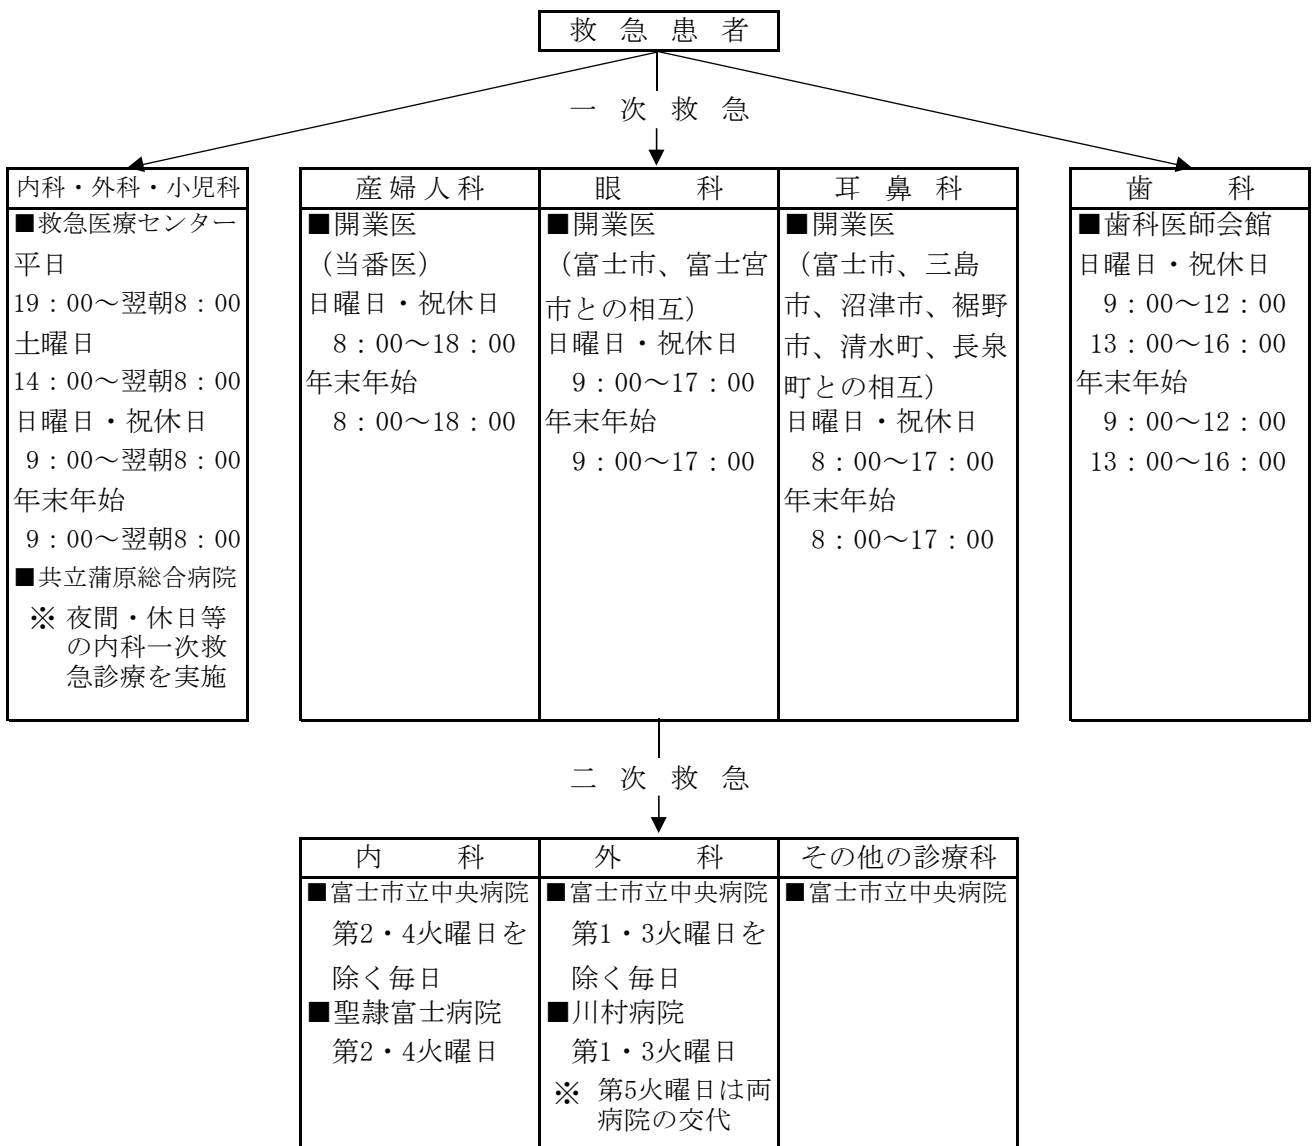 救急患者
一次救急
内科・外科・小児科
■救急医療センター
平日
19：00～翌朝8：00
土曜日
14：00～翌朝8：00
日曜日・祝休日
9：00～翌朝8：00
年末年始
9：00～翌朝8：00
■共立蒲原総合病院
※ 夜間・休日等
の内科一次救
急診療を実施
産婦人科
■開業医
（当番医）
日曜日・祝休日
8：00～18：00
年末年始
8：00～18：00
眼科
■開業医
（富士市、富士宮
市との相互）
日曜日・祝休日
9：00～17：00
年末年始
9：00～17：00
耳鼻科
■開業医
（富士市、三島
市、沼津市、裾野
市、清水町、長泉
町との相互）
日曜日・祝休日
8：00～17：00
年末年始
8：00～17：00
歯科
■歯科医師会館
日曜日・祝休日
9：00～12：00
13：00～16：00
年末年始
9：00～12：00
13：00～16：00
二次救急
内科
■富士市立中央病院
第2・4火曜日を
除く毎日
■聖隷富士病院
第2・4火曜日
外科
■富士市立中央病院
第1・3火曜日を
除く毎日
■川村病院
第1・3火曜日
※ 第5火曜日は両
病院の交代
その他の診療科
■富士市立中央病院